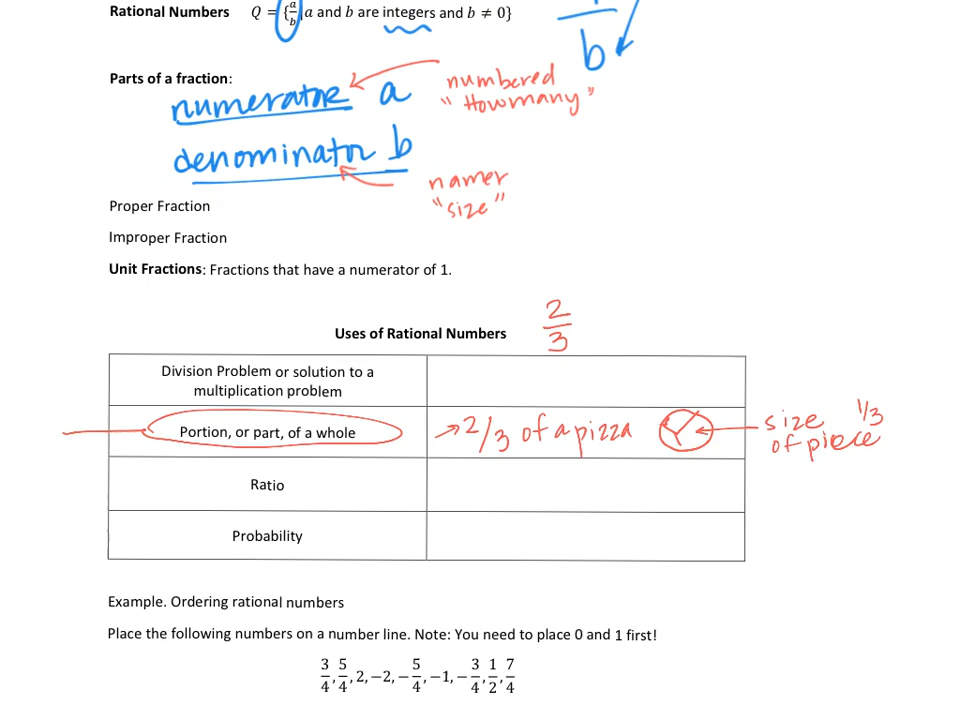 Rational Numbers Q = {a/b | a and b are integers and b ≠ 0}
b
Parts of a fraction:
numerator a
numbered
"Howmany"
denominator b
namer
"size"
Proper Fraction
Improper Fraction
Unit Fractions: Fractions that have a numerator of 1.
Uses of Rational Numbers
2/3
Division Problem or solution to a
multiplication problem
Portion, or part, of a whole
→2/3 of a pizza
size 1/3
of piece
Ratio
Probability
Example. Ordering rational numbers
Place the following numbers on a number line. Note: You need to place 0 and 1 first!
3/4, 5/4, 2, −2, −5/4, −1, −3/4, 1/2, 7/4